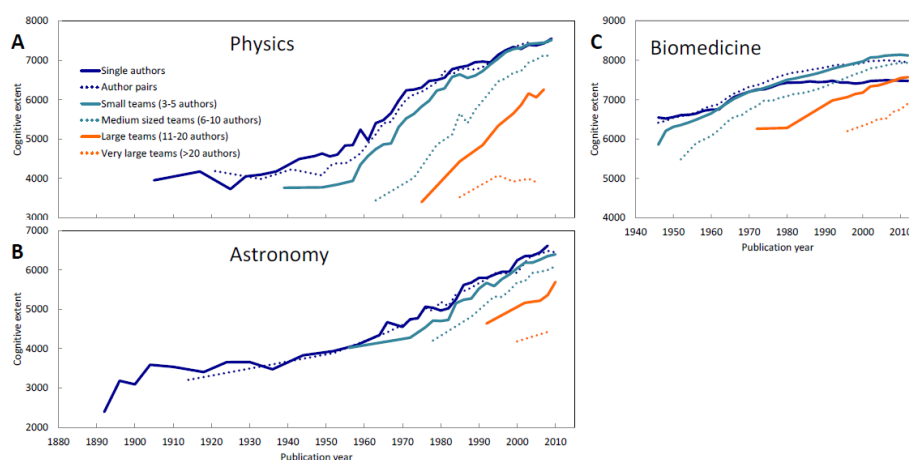 A
Physics
8000
7000
6000
5000
4000
3000
Cognitive extent
Single authors
Author pairs
Small teams (3-5 authors)
Medium sized teams (6-10 authors)
Large teams (11-20 authors)
Very large teams (>20 authors)
B
Astronomy
7000
6000
5000
4000
3000
2000
Cognitive extent
1880 1890 1900 1910 1920 1930 1940 1950 1960 1970 1980 1990 2000 2010
Publication year
C
Biomedicine
9000
8000
7000
6000
5000
4000
Cognitive extent
1940 1950 1960 1970 1980 1990 2000 2010
Publication year